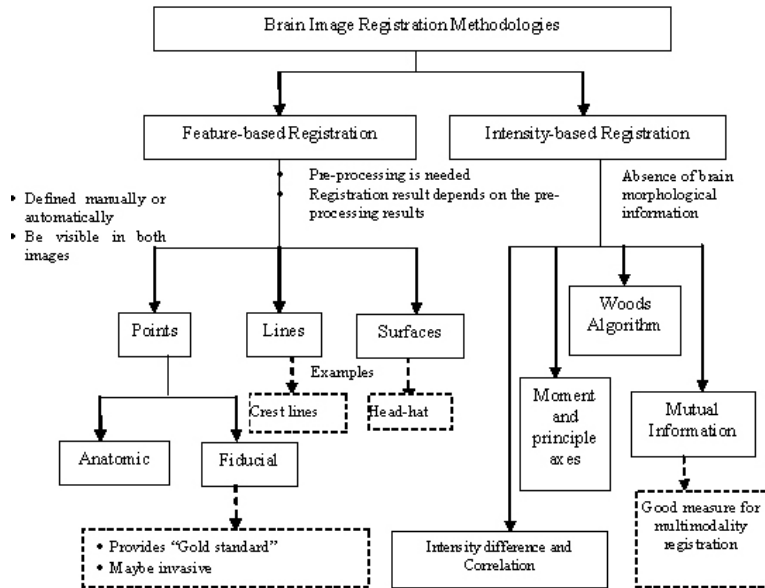 Brain Image Registration Methodologies
Feature-based Registration
Intensity-based Registration
• Pre-processing is needed
• Registration result depends on the pre-
processing results
Absence of brain
morphological
information
• Defined manually or
automatically
• Be visible in both
images
Points
Lines
Surfaces
Woods
Algorithm
Examples
Crest lines
Head-hat
Moment
and
principle
axes
Mutual
Information
Anatomic
Fiducial
• Provides “Gold standard”
• Maybe invasive
Intensity difference and
Correlation
Good measure for
multimodality
registration